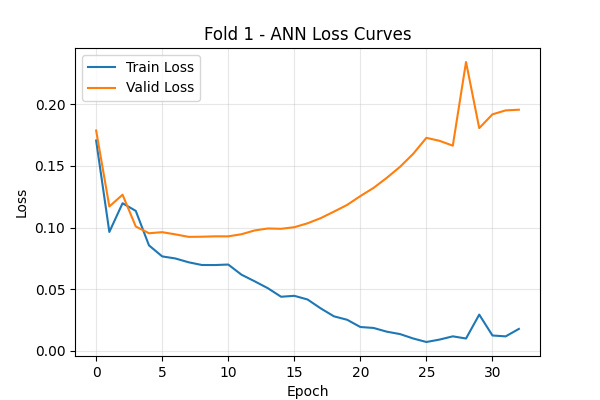 Fold 1 - ANN Loss Curves
Train Loss
Valid Loss
Loss
0.20
0.15
0.10
0.05
0.00
0 5 10 15 20 25 30
Epoch